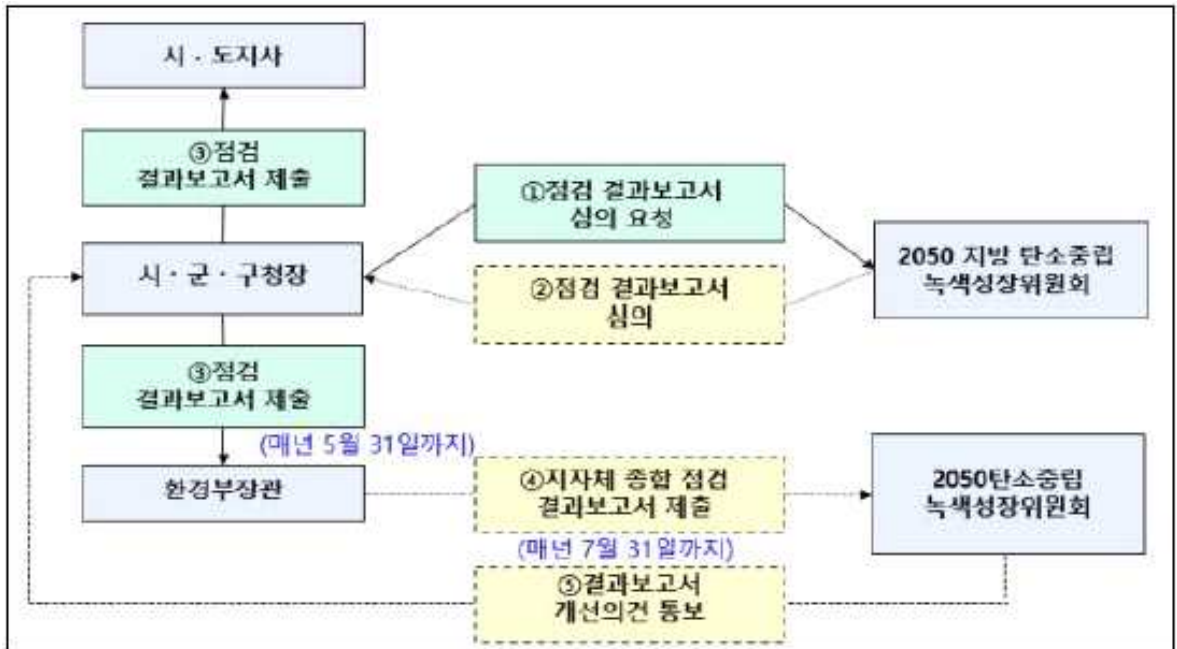 시 · 도지사
③점검
결과보고서 제출
①점검 결과보고서
심의 요청
시 · 군 · 구청장
2050 지방 탄소중립
녹색성장위원회
②점검 결과보고서
심의
③점검
결과보고서 제출
(매년 5월 31일까지)
환경부장관
④지자체 종합 점검
결과보고서 제출
2050탄소중립
녹색성장위원회
(매년 7월 31일까지)
⑤결과보고서
개선의견 통보